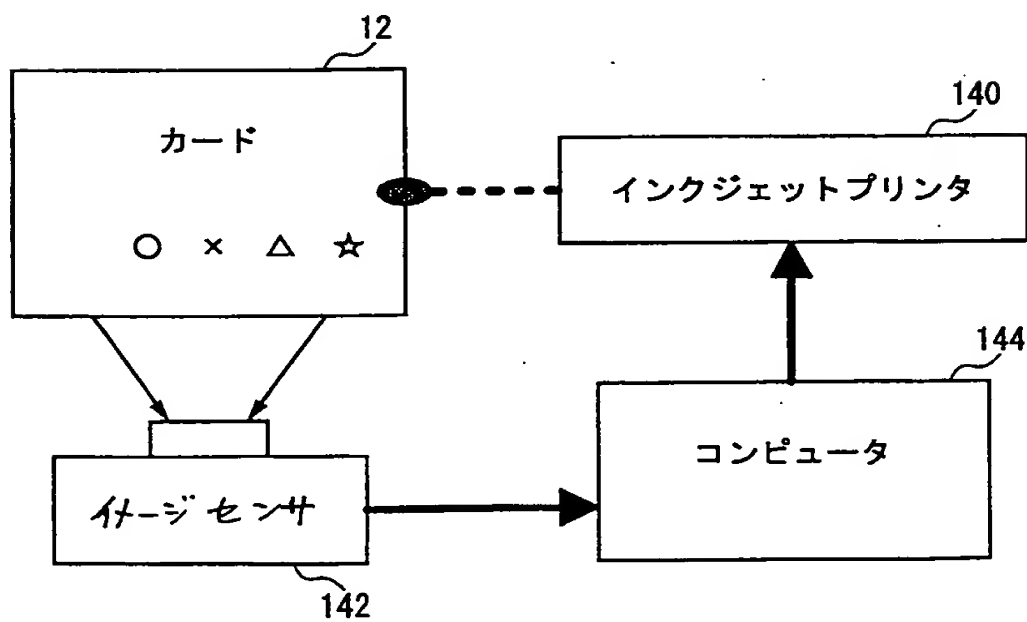 12
カード
○ × △ ☆
140
インクジェットプリンタ
144
コンピュータ
イメージセンサ
142